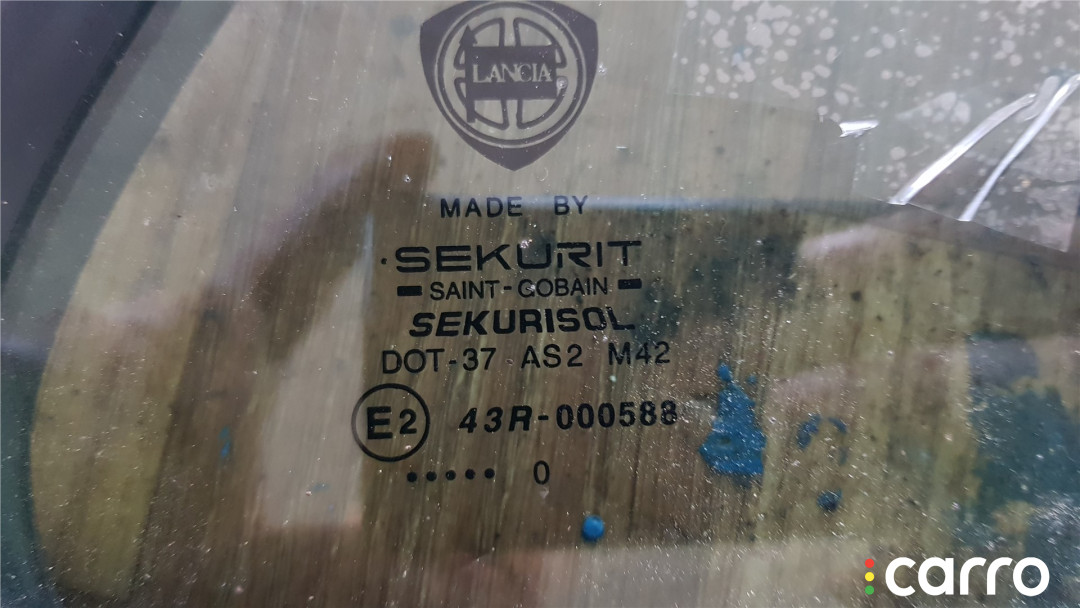 LANCIA
MADE BY
SEKURIT
SAINT-GOBAIN
SEKURISOL
DOT-37 AS2 M42
E2 43R-000588
..... 0
carro